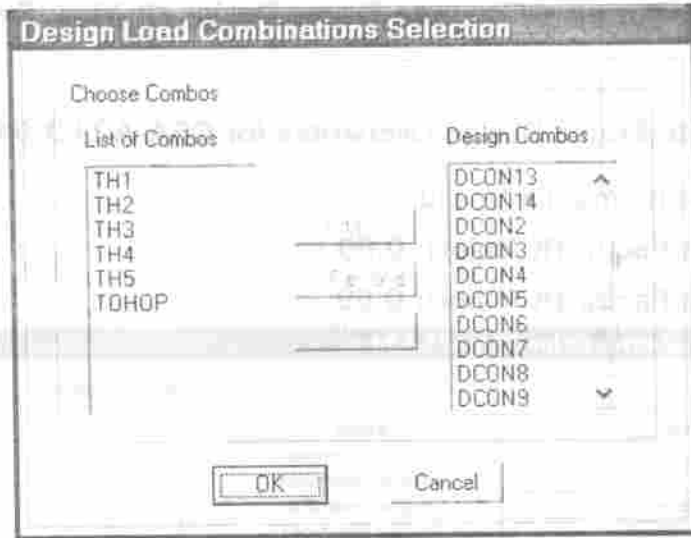 Design Load Combinations Selection
Choose Combos
List of Combos
TH1
TH2
TH3
TH4
TH5
TOHOP
Design Combos
DCON13
DCON14
DCON2
DCON3
DCON4
DCON5
DCON6
DCON7
DCON8
DCON9
OK
Cancel